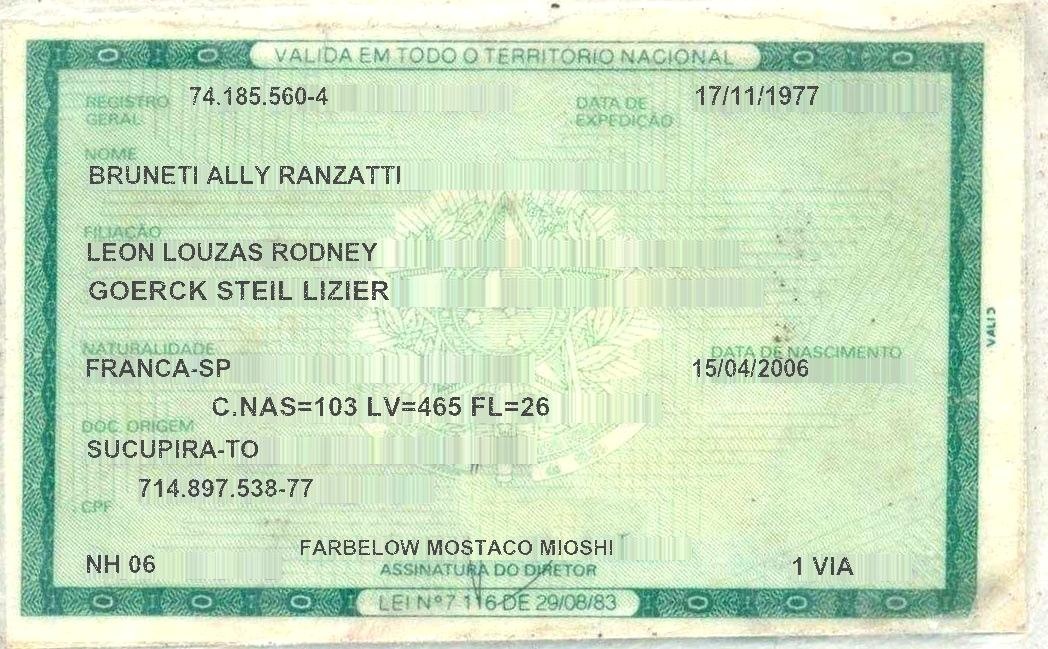 VALIDA EM TODO O TERRITÓRIO NACIONAL
REGISTRO GERAL 74.185.560-4 DATA DE EXPEDIÇÃO 17/11/1977
NOME
BRUNETI ALLY RANZATTI
FILIAÇÃO
LEON LOUZAS RODNEY
GOERCK STEIL LIZIER
NATURALIDADE DATA DE NASCIMENTO
FRANCA-SP 15/04/2006
C.NAS=103 LV=465 FL=26
DOC ORIGEM
SUCUPIRA-TO
714.897.538-77
CPF
FARBELOW MOSTACO MIOSHI
NH 06 ASSINATURA DO DIRETOR 1 VIA
LEI Nº 7 116 DE 29/08/83